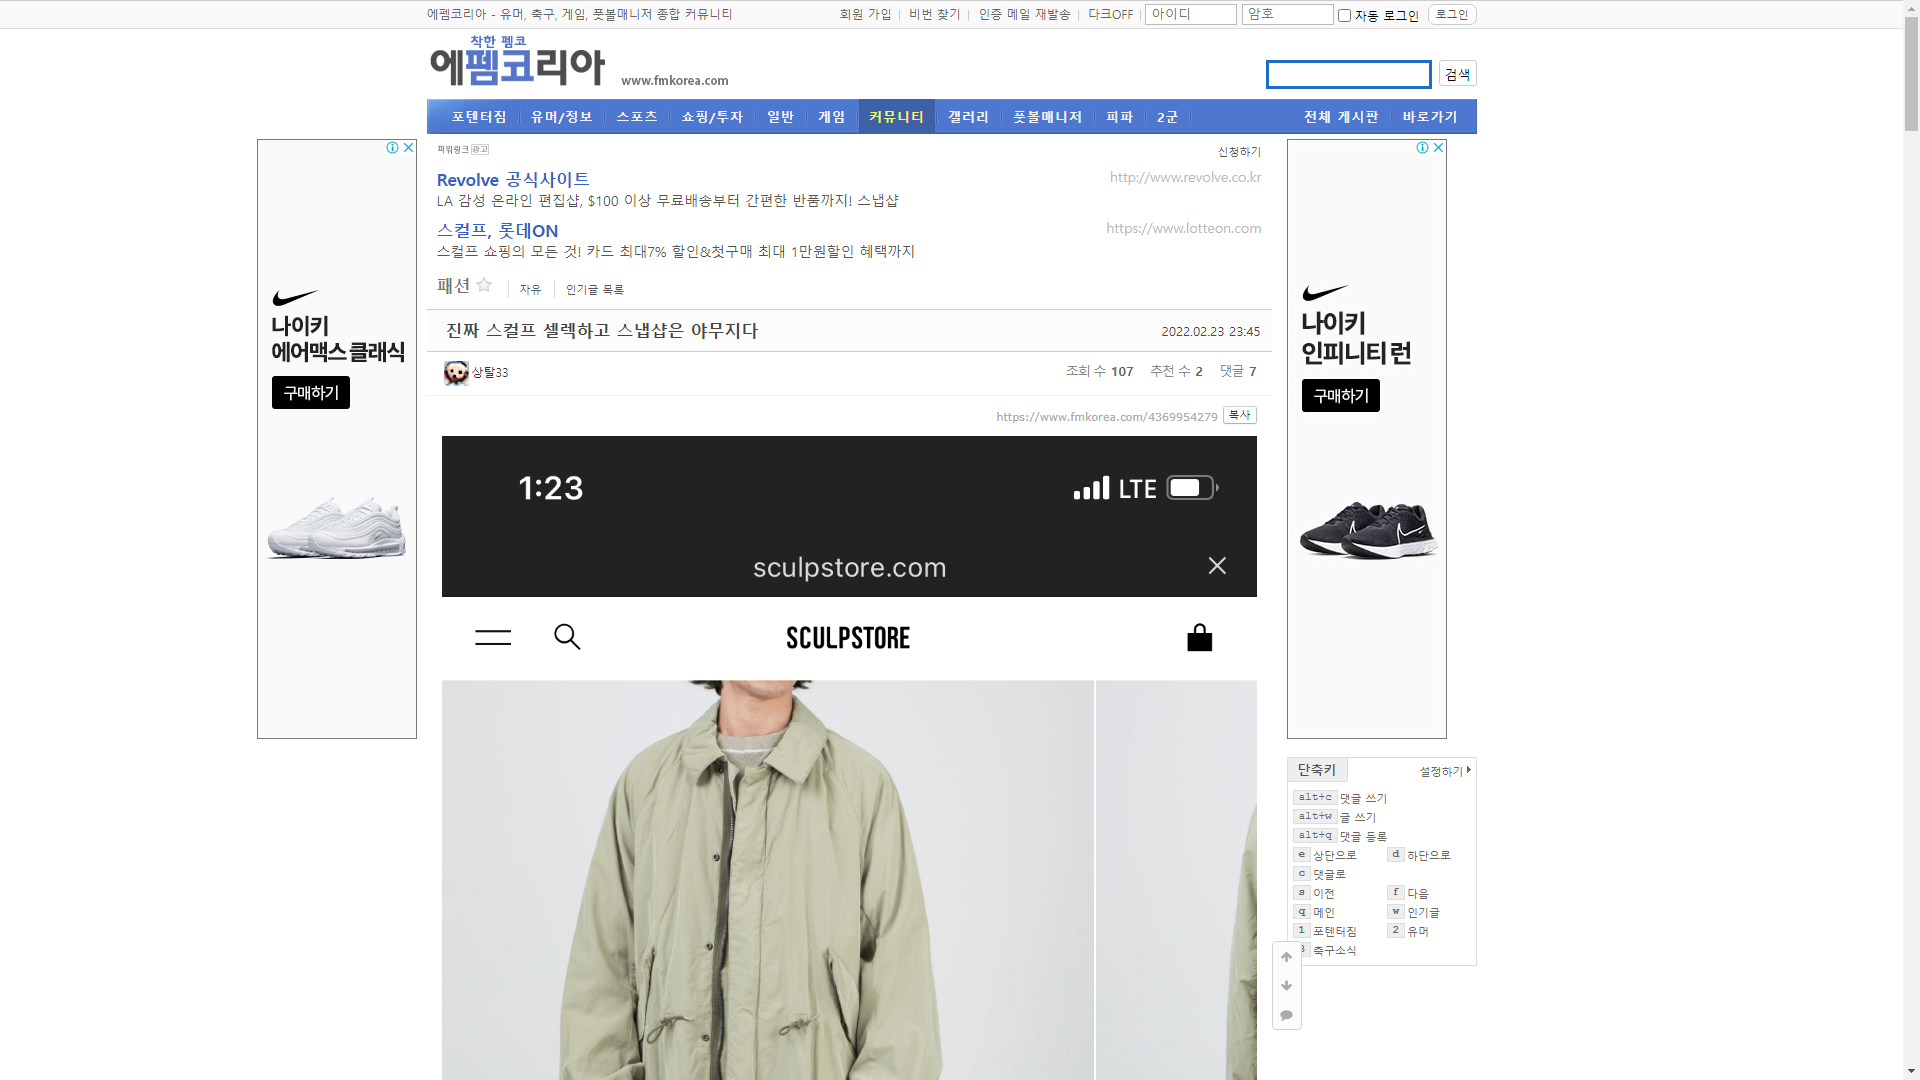 에펨코리아 - 유머, 축구, 게임, 풋볼매니저 종합 커뮤니티
회원 가입 비번 찾기 인증 메일 재발송 다크OFF 아이디 암호 자동 로그인 로그인
착한 펨코
에펨코리아 www.fmkorea.com
검색
포텐터짐 유머/정보 스포츠 쇼핑/투자 일반 게임 커뮤니티 갤러리 풋볼매니저 피파 2군 전체 게시판 바로가기
파워링크 광고 신청하기
Revolve 공식사이트 http://www.revolve.co.kr
LA 감성 온라인 편집샵, $100 이상 무료배송부터 간편한 반품까지! 스냅샵
스컬프, 롯데ON https://www.lotteon.com
스컬프 쇼핑의 모든 것! 카드 최대7% 할인&첫구매 최대 1만원할인 혜택까지
패션 자유 인기글 목록
진짜 스컬프 셀렉하고 스냅샵은 야무지다 2022.02.23 23:45
상탈33 조회 수 107 추천 수 2 댓글 7
https://www.fmkorea.com/4369954279 복사
1:23 LTE
sculpstore.com
SCULPSTORE
나이키
에어맥스 클래식
구매하기
나이키
인피니티 런
구매하기
단축키 설정하기
alt+c 댓글 쓰기
alt+w 글 쓰기
alt+q 댓글 등록
e 상단으로 d 하단으로
c 댓글로
s 이전 f 다음
q 메인 w 인기글
1 포텐터짐 2 유머
3 축구소식